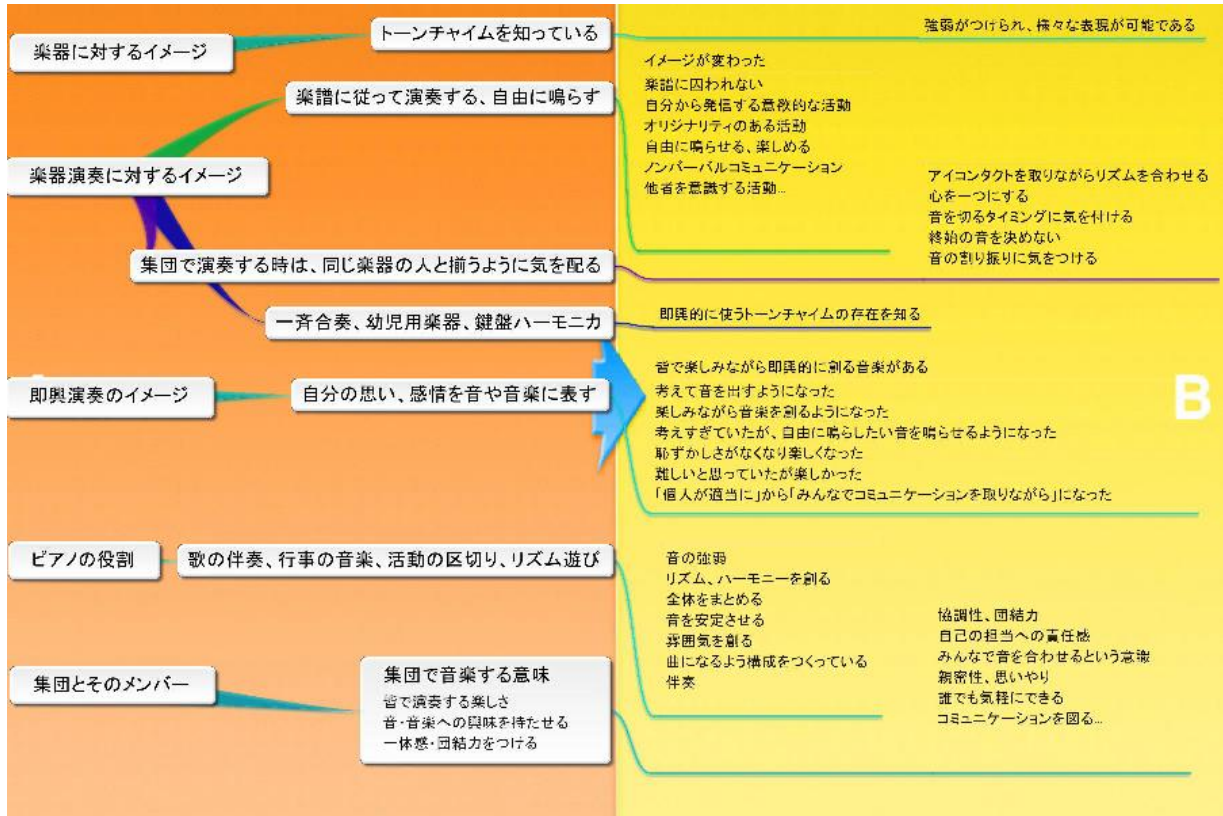 楽器に対するイメージ
トーンチャイムを知っている
強弱がつけられ、様々な表現が可能である
楽器演奏に対するイメージ
楽譜に従って演奏する、自由に鳴らす
イメージが変わった
楽譜に囚われない
自分から発信する意欲的な活動
オリジナリティのある活動
自由に鳴らせる、楽しめる
ノンバーバルコミュニケーション
他者を意識する活動...
集団で演奏する時は、同じ楽器の人と揃うように気を配る
アイコンタクトを取りながらリズムを合わせる
心を一つにする
音を切るタイミングに気を付ける
終始の音を決めない
音の割り振りに気をつける
一斉合奏、幼児用楽器、鍵盤ハーモニカ
即興的に使うトーンチャイムの存在を知る
即興演奏のイメージ
自分の思い、感情を音や音楽に表す
皆で楽しみながら即興的に創る音楽がある
考えて音を出すようになった
楽しみながら音楽を創るようになった
考えすぎていたが、自由に鳴らしたい音を鳴らせるようになった
恥ずかしさがなくなり楽しくなった
難しいと思っていたが楽しかった
「個人が適当に」から「みんなでコミュニケーションを取りながら」になった
B
ピアノの役割
歌の伴奏、行事の音楽、活動の区切り、リズム遊び
音の強弱
リズム、ハーモニーを創る
全体をまとめる
音を安定させる
雰囲気を創る
曲になるよう構成をつくっている
伴奏
集団とそのメンバー
集団で音楽する意味
皆で演奏する楽しさ
音・音楽への興味を持たせる
一体感・団結力をつける
協調性、団結力
自己の担当への責任感
みんなで音を合わせるという意識
親密性、思いやり
誰でも気軽にできる
コミュニケーションを図る...